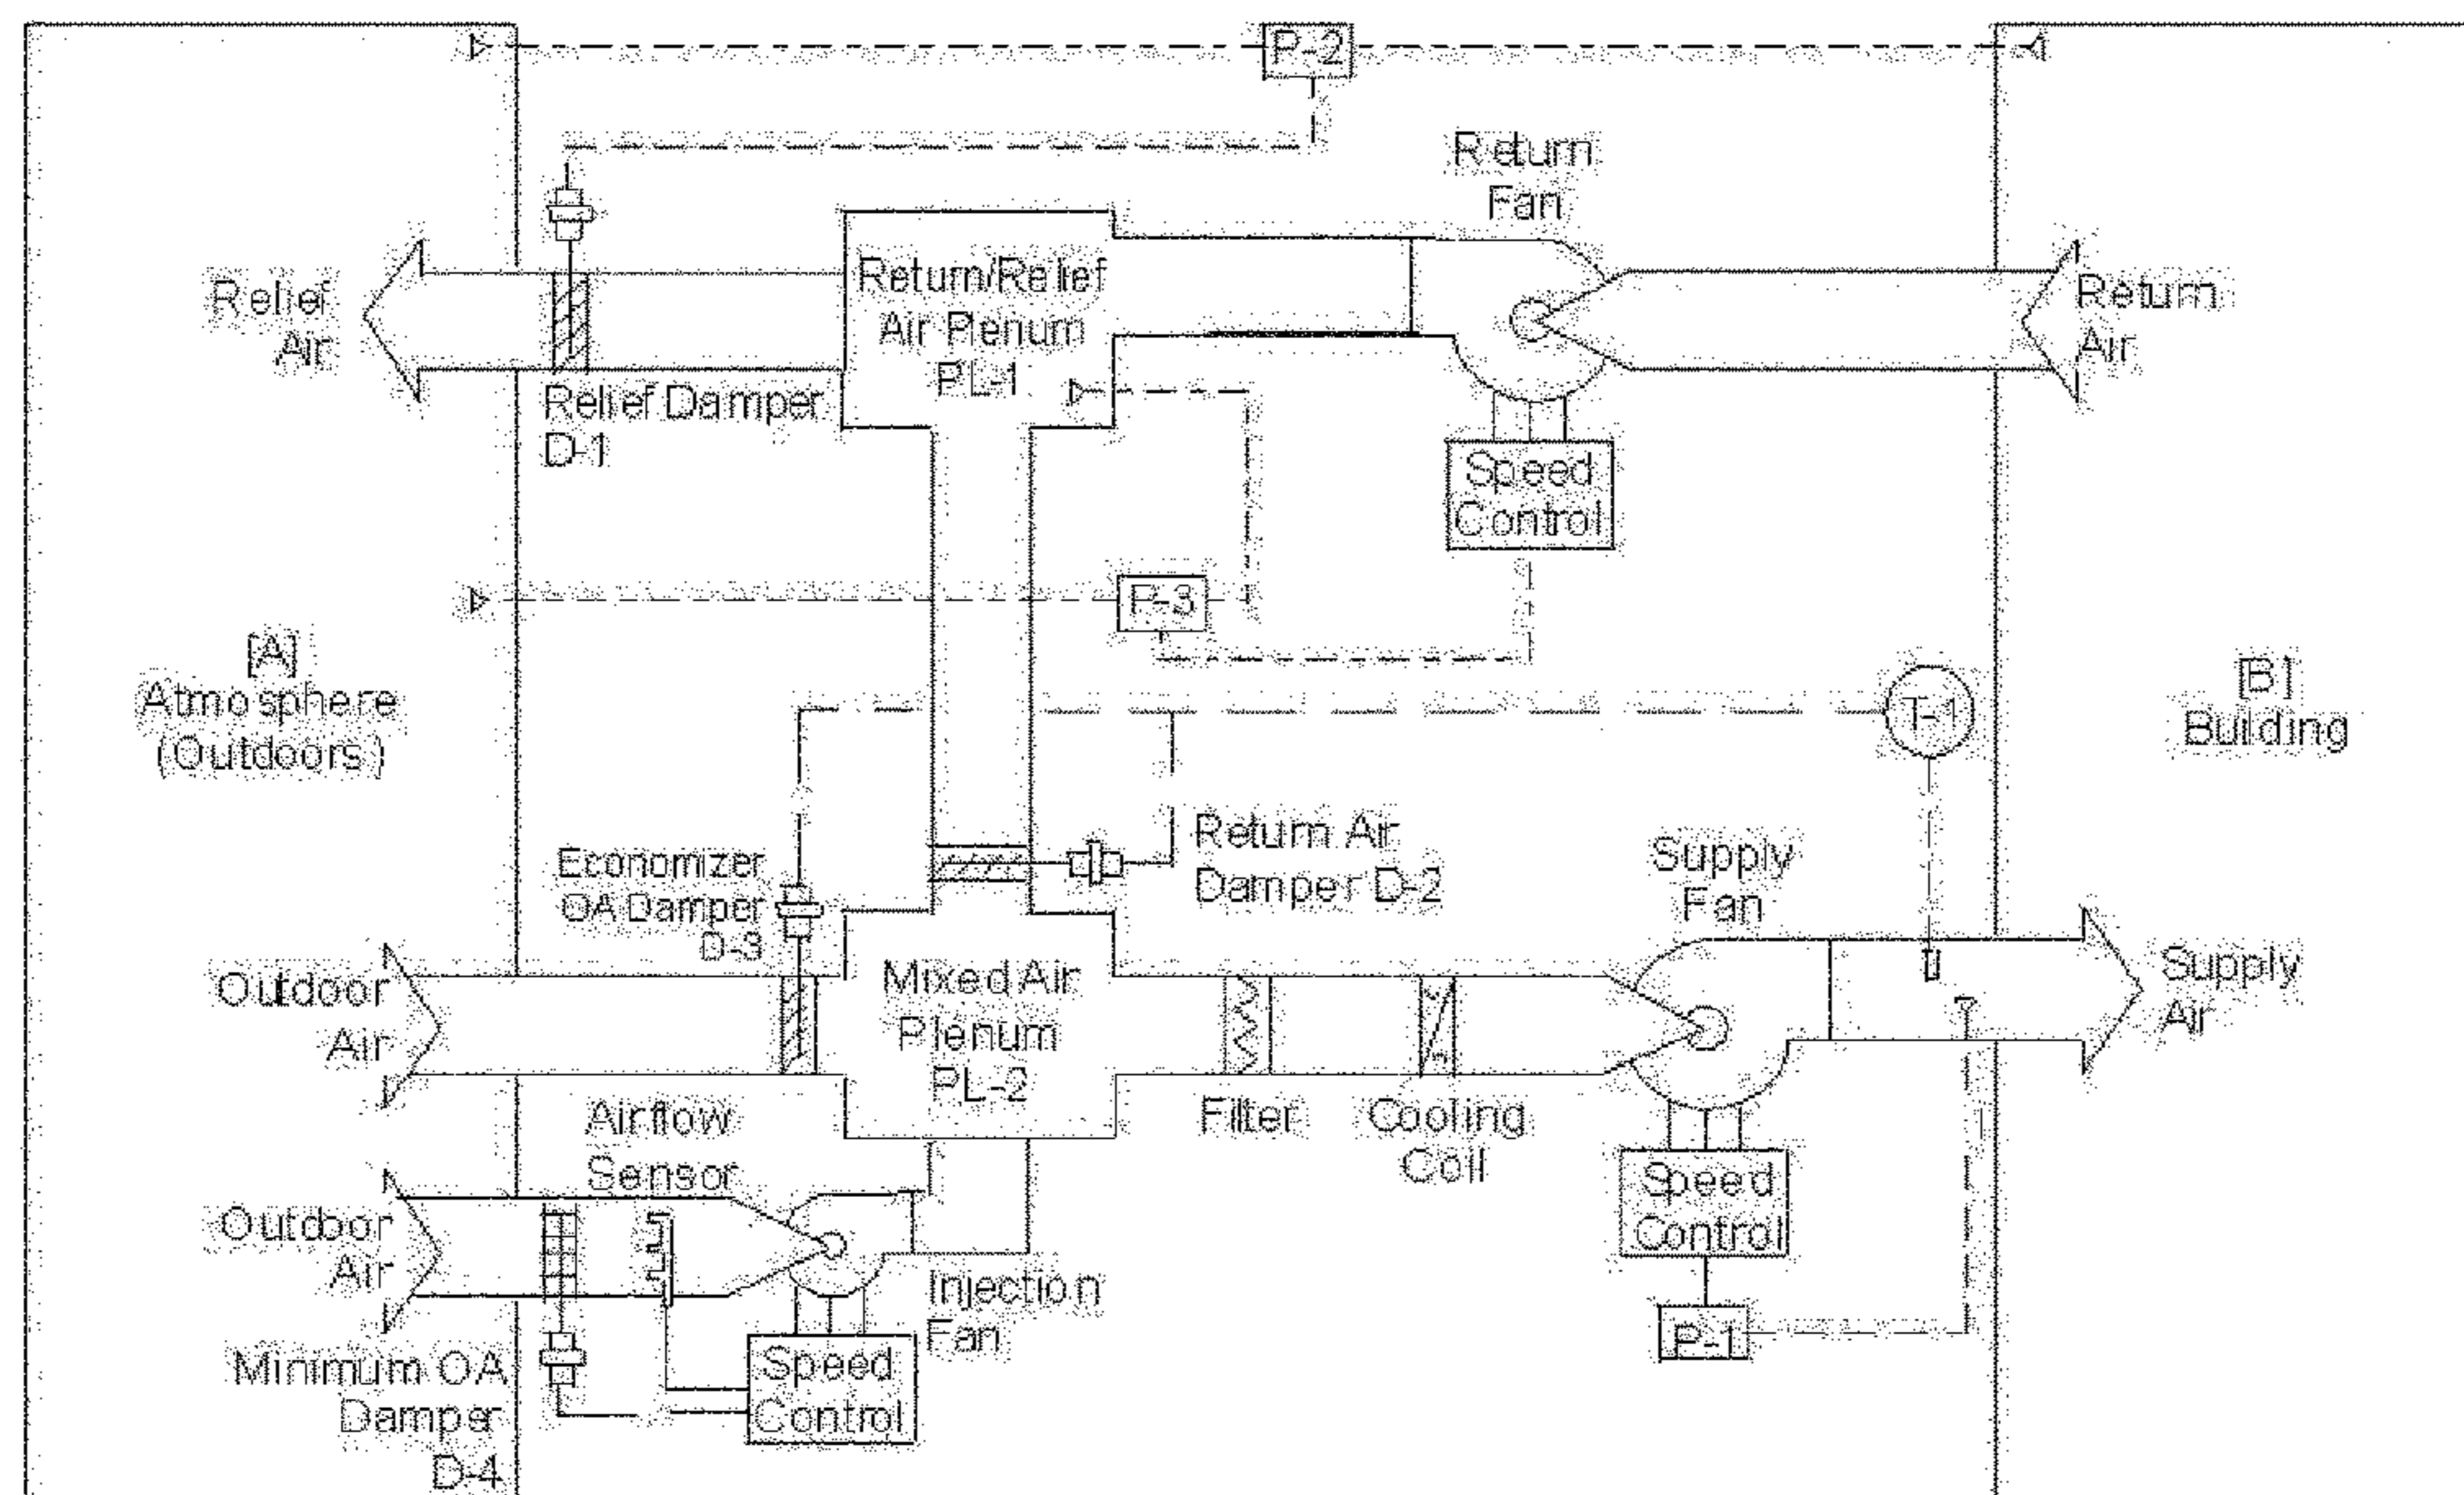 P-2
Return
Fan
Relief
Air
Return/Relief
Air Plenum
PL-1
Return
Air
Relief Damper
D-1
Speed
Control
P-3
[A]
Atmosphere
(Outdoors)
T-1
[B]
Building
Economizer
OA Damper
D-3
Return Air
Damper D-2
Supply
Fan
Outdoor
Air
Mixed Air
Plenum
PL-2
Supply
Air
Airflow
Sensor
Filter
Cooling
Coil
Speed
Control
Outdoor
Air
Injection
Fan
P-1
Minimum OA
Damper
D-4
Speed
Control